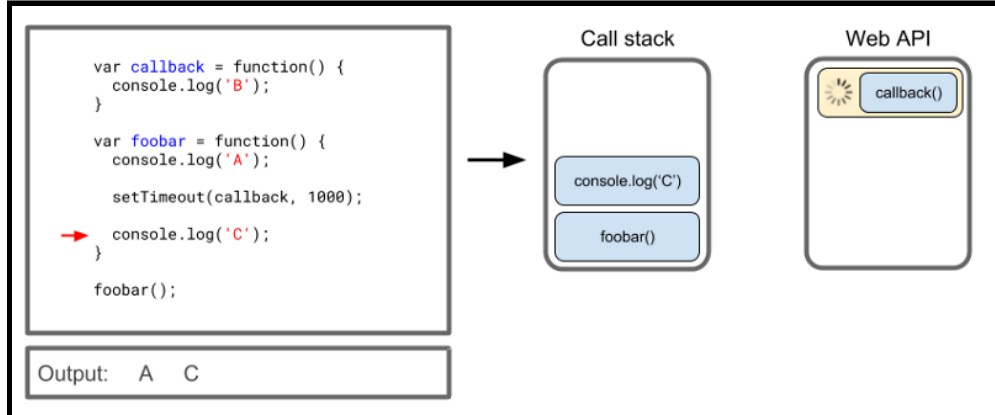 var callback = function() {
console.log('B');
}
var foobar = function() {
console.log('A');
setTimeout(callback, 1000);
console.log('C');
}
foobar();
Output: A C
Call stack
console.log('C')
foobar()
Web API
callback()